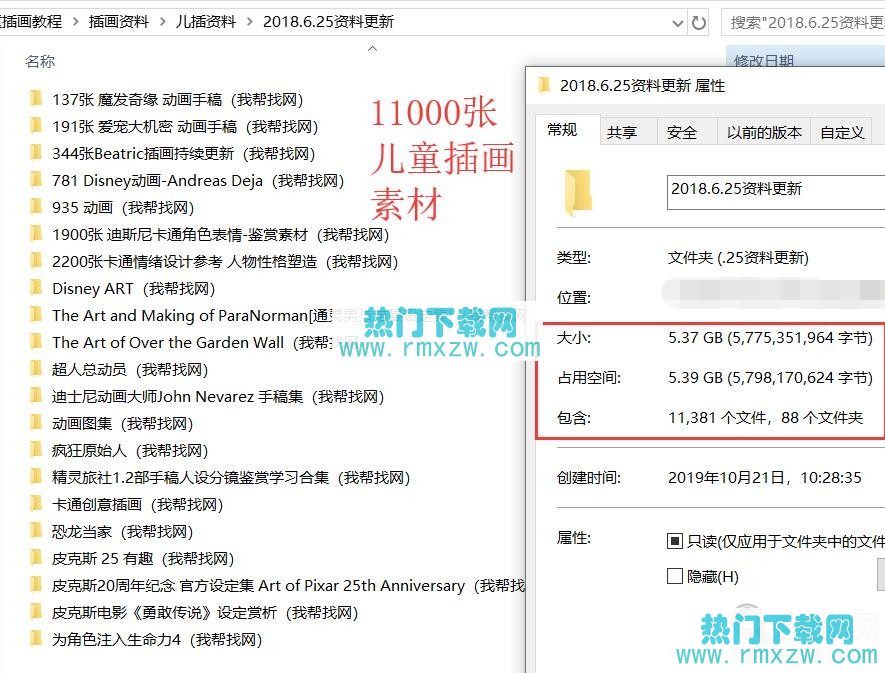 插画教程 > 插画资料 > 儿插资料 > 2018.6.25资料更新
搜索"2018.6.25资料更
名称
修改日期
137张 魔发奇缘 动画手稿 (我帮找网)
191张 爱宠大机密 动画手稿 (我帮找网)
344张Beatric插画持续更新 (我帮找网)
781 Disney动画-Andreas Deja (我帮找网)
935 动画 (我帮找网)
1900张 迪斯尼卡通角色表情-鉴赏素材 (我帮找网)
2200张卡通情绪设计参考 人物性格塑造 (我帮找网)
Disney ART (我帮找网)
The Art and Making of ParaNorman[通灵
The Art of Over the Garden Wall (我帮
超人总动员 (我帮找网)
迪士尼动画大师John Nevarez 手稿集 (我帮找网)
动画图集 (我帮找网)
疯狂原始人 (我帮找网)
精灵旅社1.2部手稿人设分镜鉴赏学习合集 (我帮找网)
卡通创意插画 (我帮找网)
恐龙当家 (我帮找网)
皮克斯 25 有趣 (我帮找网)
皮克斯20周年纪念 官方设定集 Art of Pixar 25th Anniversary (我帮找
皮克斯电影《勇敢传说》设定赏析 (我帮找网)
为角色注入生命力4 (我帮找网)
11000张
儿童插画
素材
热门下载网
www.rmxzw.com
2018.6.25资料更新 属性
常规 共享 安全 以前的版本 自定义
2018.6.25资料更新
类型: 文件夹 (.25资料更新)
位置:
大小: 5.37 GB (5,775,351,964 字节)
占用空间: 5.39 GB (5,798,170,624 字节)
包含: 11,381 个文件，88 个文件夹
创建时间: 2019年10月21日，10:28:35
属性: 只读(仅应用于文件夹中的文件
隐藏(H)
热门下载网
www.rmxzw.com